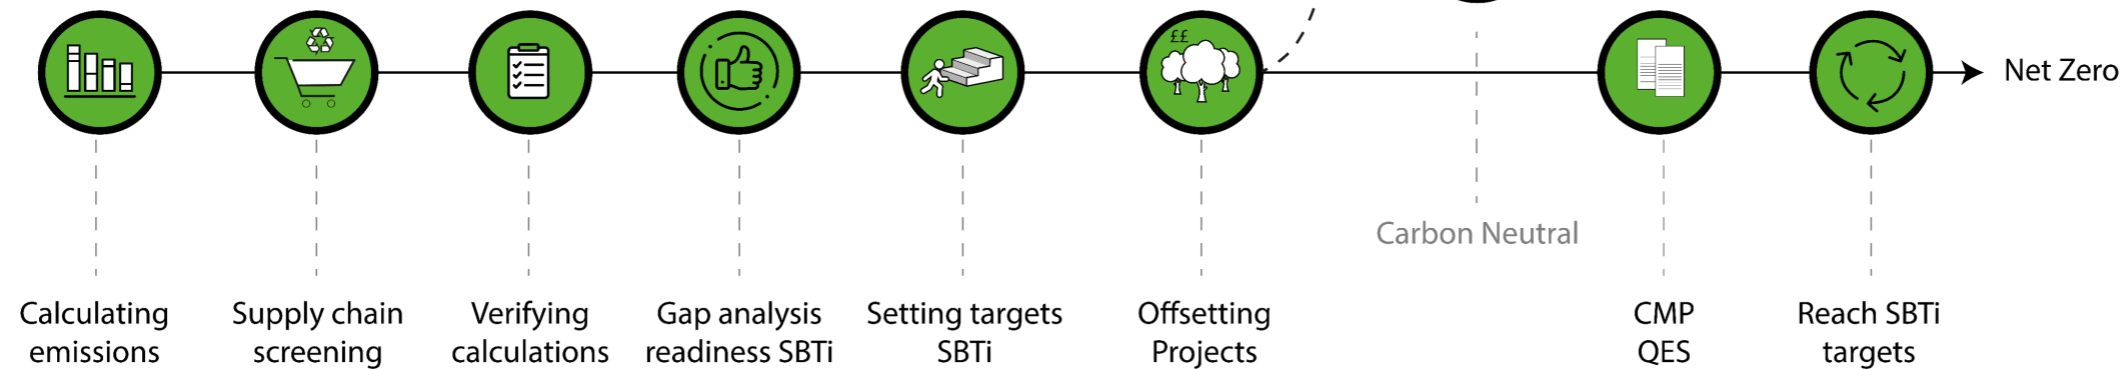 ££
Net Zero
Carbon Neutral
Calculating
emissions
Supply chain
screening
Verifying
calculations
Gap analysis
readiness SBTi
Setting targets
SBTi
Offsetting
Projects
CMP
QES
Reach SBTi
targets